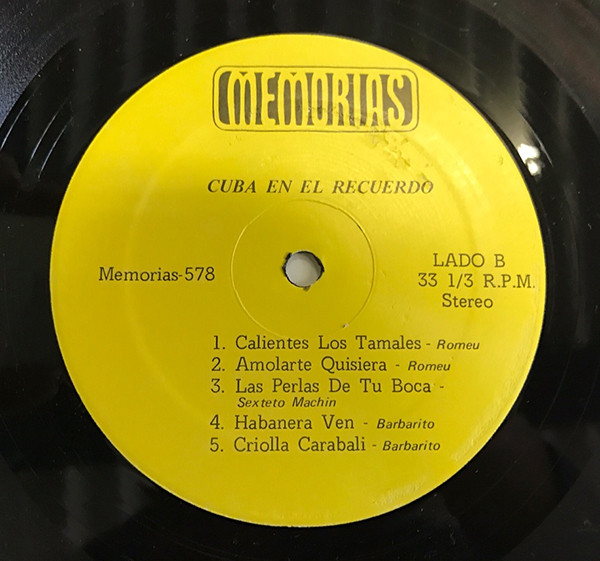 MEMORIAS
CUBA EN EL RECUERDO
Memorias-578
LADO B
33 1/3 R.P.M.
Stereo
1. Calientes Los Tamales - Romeu
2. Amolarte Quisiera - Romeu
3. Las Perlas De Tu Boca -
Sexteto Machin
4. Habanera Ven - Barbarito
5. Criolla Carabali - Barbarito